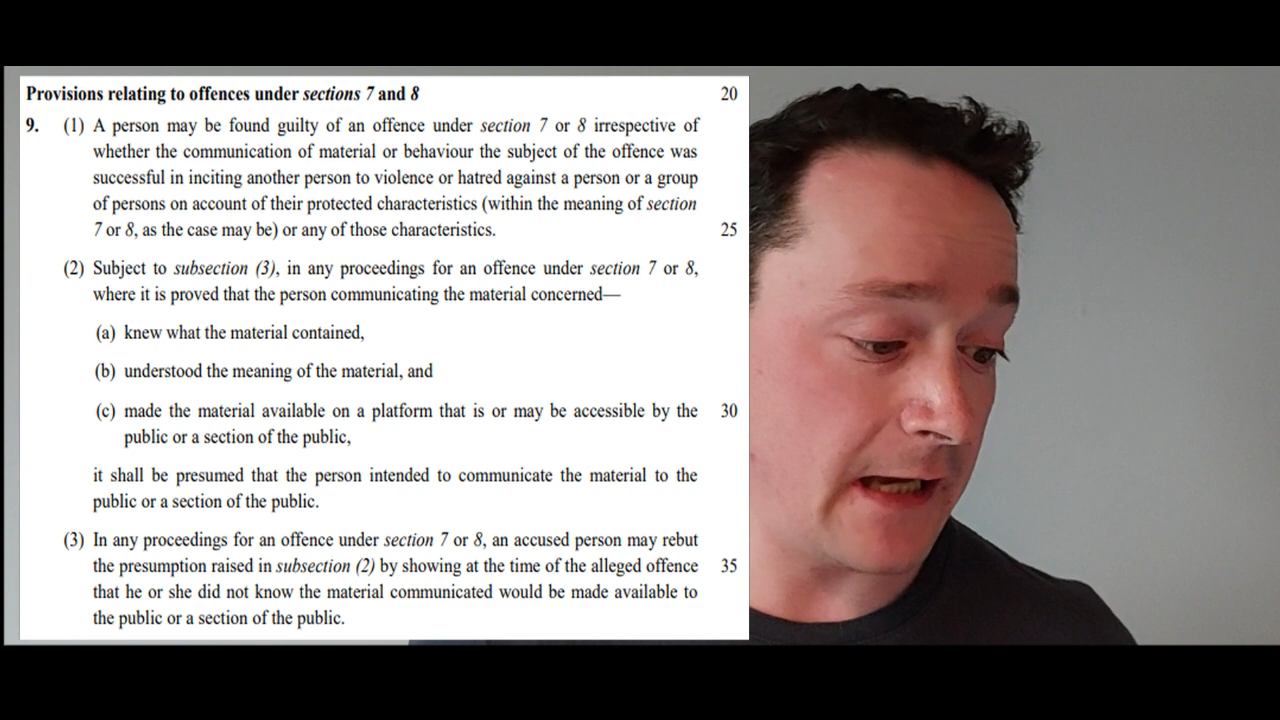 Provisions relating to offences under sections 7 and 8 20
9. (1) A person may be found guilty of an offence under section 7 or 8 irrespective of
whether the communication of material or behaviour the subject of the offence was
successful in inciting another person to violence or hatred against a person or a group
of persons on account of their protected characteristics (within the meaning of section
7 or 8, as the case may be) or any of those characteristics. 25
(2) Subject to subsection (3), in any proceedings for an offence under section 7 or 8,
where it is proved that the person communicating the material concerned—
(a) knew what the material contained,
(b) understood the meaning of the material, and
(c) made the material available on a platform that is or may be accessible by the 30
public or a section of the public,
it shall be presumed that the person intended to communicate the material to the
public or a section of the public.
(3) In any proceedings for an offence under section 7 or 8, an accused person may rebut
the presumption raised in subsection (2) by showing at the time of the alleged offence 35
that he or she did not know the material communicated would be made available to
the public or a section of the public.